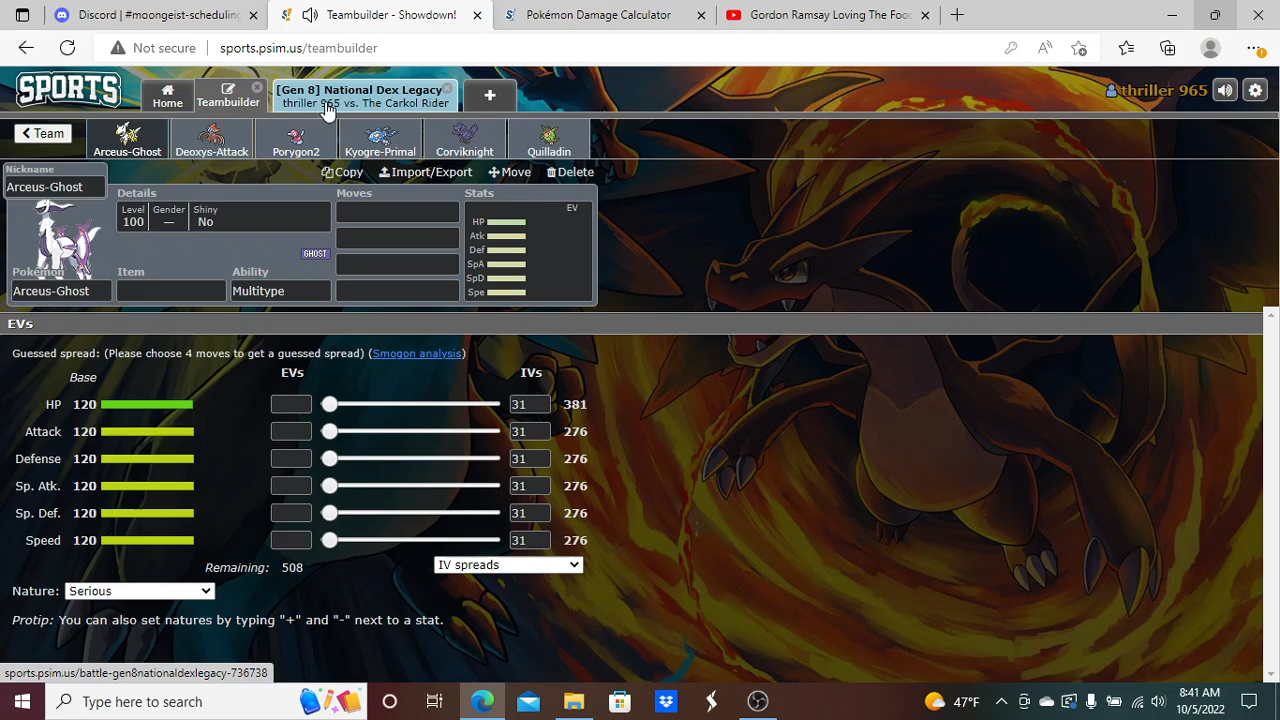 Discord | #mongeist-scheduling
Teambuilder - Showdown!
Pokémon Damage Calculator
Gordon Ramsay Loving The Foo
Not secure
sports.psim.us/teambuilder
SPORTS
Home
Teambuilder
[Gen 8] National Dex Legacy
thriller 965 vs. The Carkol Rider
thriller 965
Team
Arceus-Ghost
Deoxys-Attack
Porygon2
Kyogre-Primal
Corviknight
Quilladin
Copy
Import/Export
Move
Delete
Nickname
Arceus-Ghost
Details
Level
100
Gender
—
Shiny
No
GHOST
Pokémon
Arceus-Ghost
Item
Ability
Multitype
Moves
Stats
EV
HP
Atk
Def
SpA
SpD
Spe
EVs
Guessed spread: (Please choose 4 moves to get a guessed spread) (Smogon analysis)
Base EVs IVs
HP 120 31 381
Attack 120 31 276
Defense 120 31 276
Sp. Atk. 120 31 276
Sp. Def. 120 31 276
Speed 120 31 276
Remaining: 508
IV spreads
Nature: Serious
Protip: You can also set natures by typing "+" and "-" next to a stat.
sports.psim.us/battle-gen8nationaldexlegacy-736738
Type here to search
47°F
8:41 AM
10/5/2022